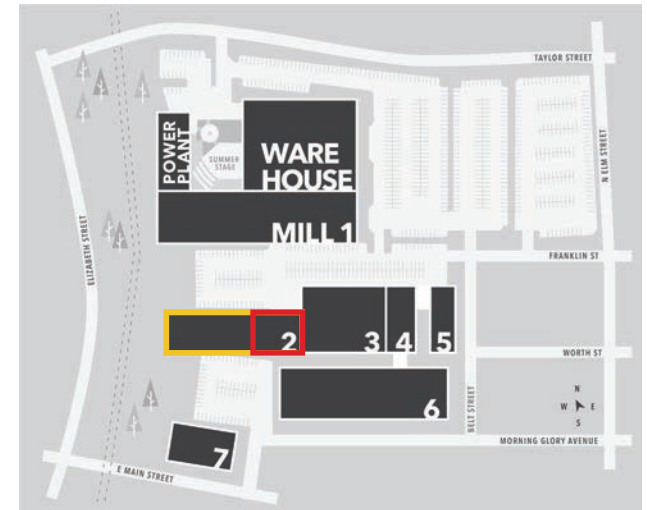 TAYLOR STREET
N ELM STREET
POWER
PLANT
SUMMER
STAGE
WARE
HOUSE
MILL 1
ELIZABETH STREET
FRANKLIN ST
2
3
4
5
WORTH ST
6
BELT STREET
N
W E
S
7
MORNING GLORY AVENUE
E MAIN STREET